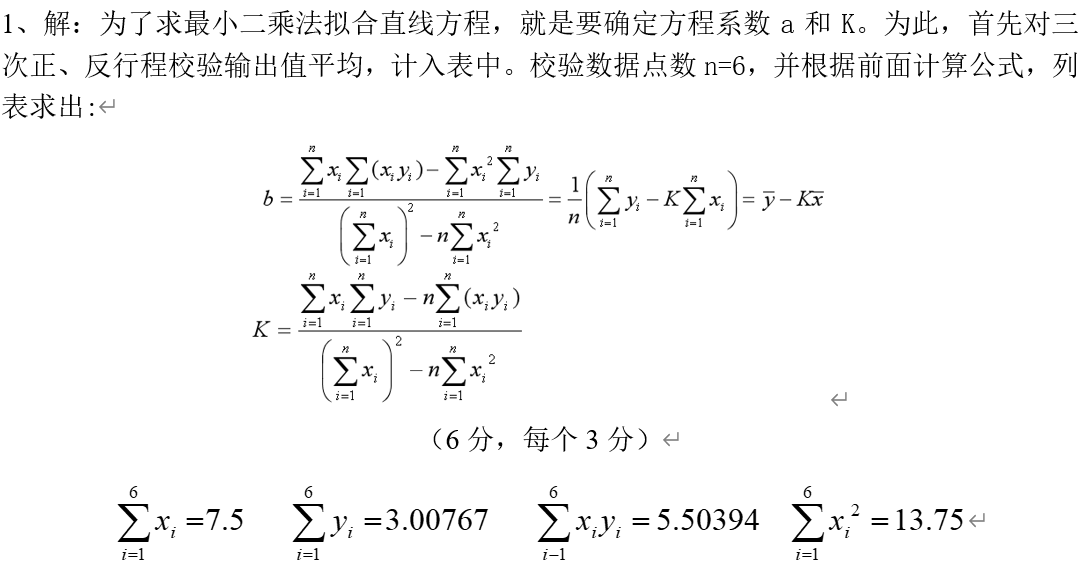 1、解：为了求最小二乘法拟合直线方程，就是要确定方程系数 a 和 K。为此，首先对三
次正、反行程校验输出值平均，计入表中。校验数据点数 n=6，并根据前面计算公式，列
表求出:↵
b = \frac{\sum_{i=1}^{n} x_i \sum_{i=1}^{n} (x_i y_i) - \sum_{i=1}^{n} x_i^2 \sum_{i=1}^{n} y_i}{\left(\sum_{i=1}^{n} x_i\right)^2 - n \sum_{i=1}^{n} x_i^2} = \frac{1}{n} \left(\sum_{i=1}^{n} y_i - K \sum_{i=1}^{n} x_i\right) = \bar{y} - K\bar{x}
K = \frac{\sum_{i=1}^{n} x_i \sum_{i=1}^{n} y_i - n \sum_{i=1}^{n} (x_i y_i)}{\left(\sum_{i=1}^{n} x_i\right)^2 - n \sum_{i=1}^{n} x_i^2} ↵
（6 分，每个 3 分）↵
\sum_{i=1}^{6} x_i = 7.5 \sum_{i=1}^{6} y_i = 3.00767 \sum_{i-1}^{6} x_i y_i = 5.50394 \sum_{i=1}^{6} x_i^2 = 13.75 ↵